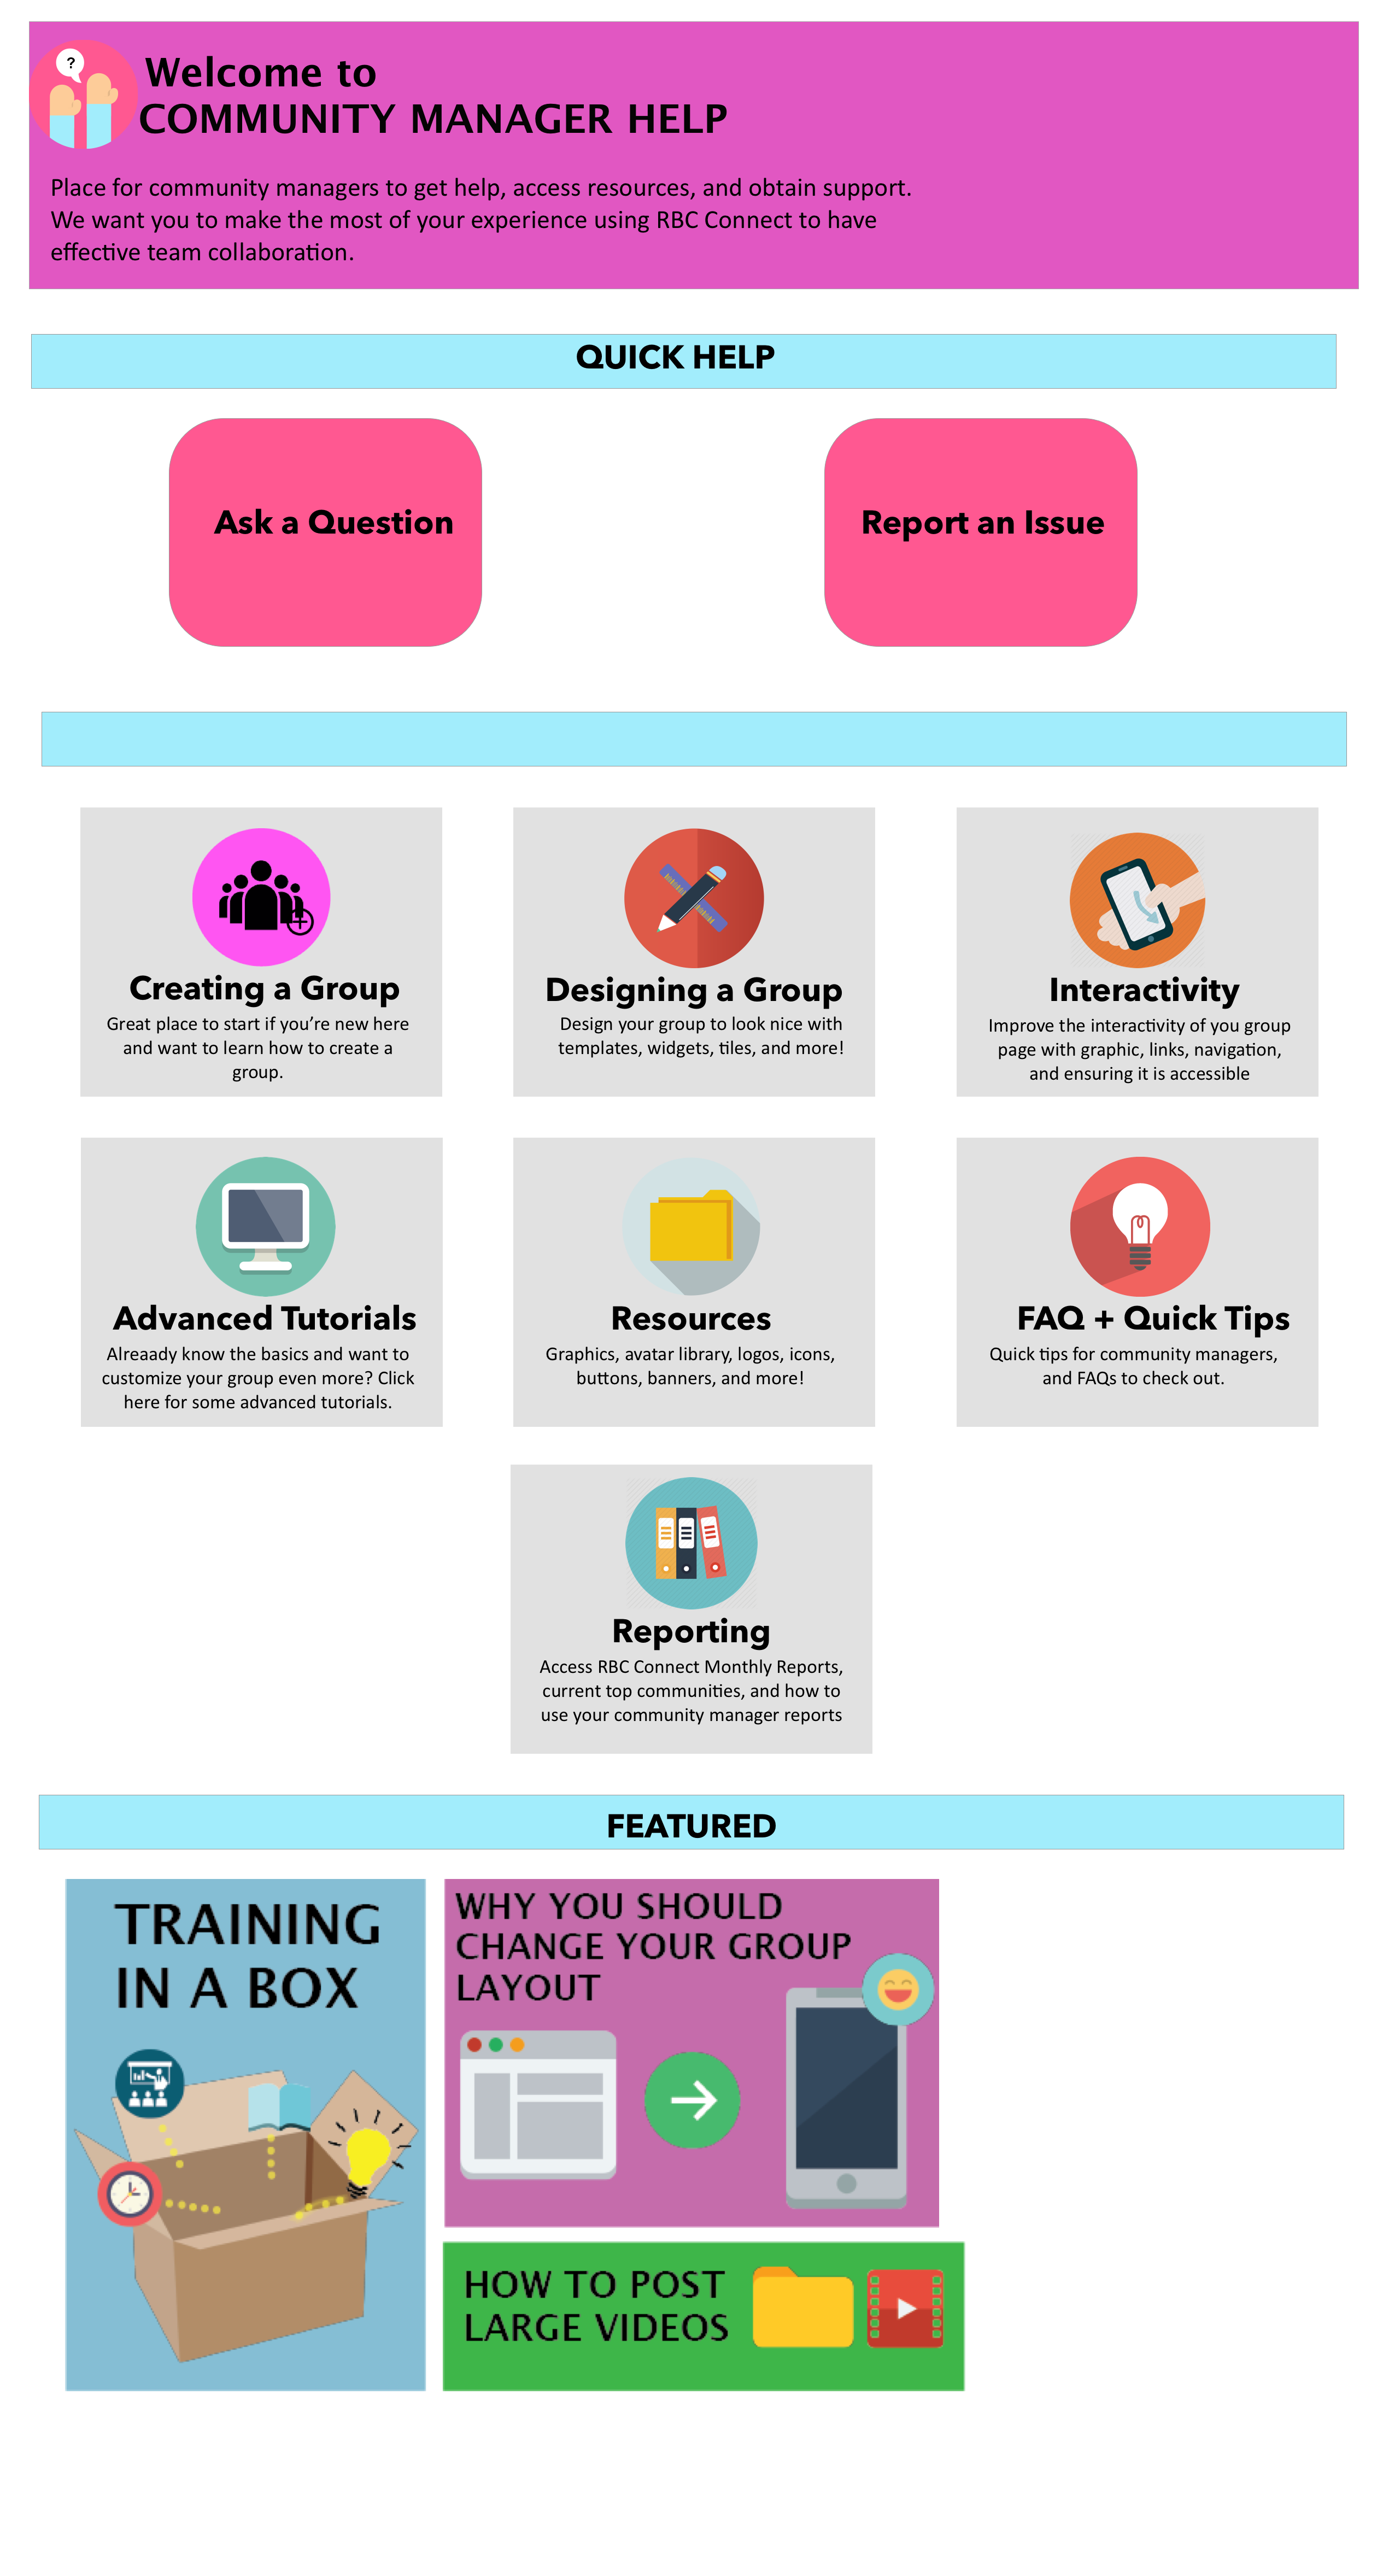 ?
Welcome to
COMMUNITY MANAGER HELP
Place for community managers to get help, access resources, and obtain support.
We want you to make the most of your experience using RBC Connect to have
effective team collaboration.
QUICK HELP
Ask a Question
Report an Issue
Creating a Group
Great place to start if you’re new here
and want to learn how to create a
group.
Designing a Group
Design your group to look nice with
templates, widgets, tiles, and more!
Interactivity
Improve the interactivity of you group
page with graphic, links, navigation,
and ensuring it is accessible
Advanced Tutorials
Alreaady know the basics and want to
customize your group even more? Click
here for some advanced tutorials.
Resources
Graphics, avatar library, logos, icons,
buttons, banners, and more!
FAQ + Quick Tips
Quick tips for community managers,
and FAQs to check out.
Reporting
Access RBC Connect Monthly Reports,
current top communities, and how to
use your community manager reports
FEATURED
TRAINING
IN A BOX
WHY YOU SHOULD
CHANGE YOUR GROUP
LAYOUT
HOW TO POST
LARGE VIDEOS